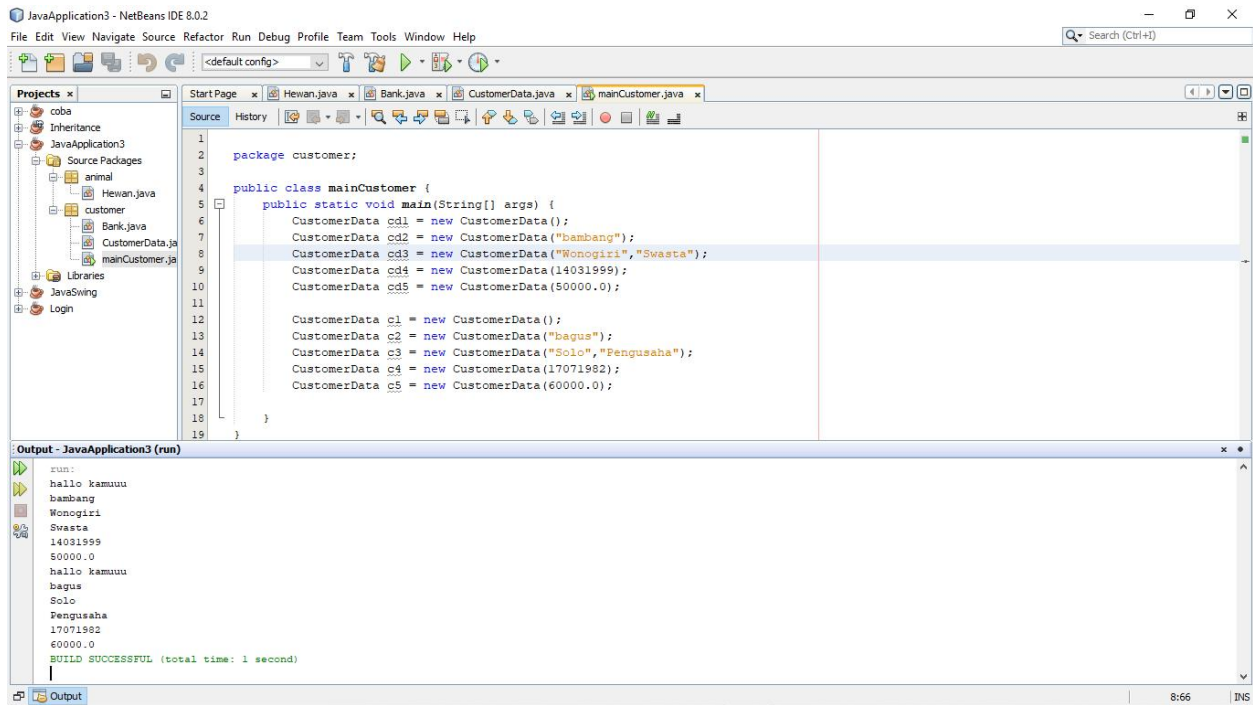 JavaApplication3 - NetBeans IDE 8.0.2
File Edit View Navigate Source Refactor Run Debug Profile Team Tools Window Help
Search (Ctrl+I)
<default config>
Projects
coba
Inheritance
JavaApplication3
Source Packages
animal
Hewan.java
customer
Bank.java
CustomerData.ja
mainCustomer.ja
Libraries
JavaSwing
Login
Start Page Hewan.java Bank.java CustomerData.java mainCustomer.java
Source History
1
2 package customer;
3
4 public class mainCustomer {
5 public static void main(String[] args) {
6 CustomerData cd1 = new CustomerData();
7 CustomerData cd2 = new CustomerData("bambang");
8 CustomerData cd3 = new CustomerData("Wonogiri","Swasta");
9 CustomerData cd4 = new CustomerData(14031999);
10 CustomerData cd5 = new CustomerData(50000.0);
11
12 CustomerData c1 = new CustomerData();
13 CustomerData c2 = new CustomerData("bagus");
14 CustomerData c3 = new CustomerData("Solo","Pengusaha");
15 CustomerData c4 = new CustomerData(17071982);
16 CustomerData c5 = new CustomerData(60000.0);
17
18 }
19 }
Output - JavaApplication3 (run)
run:
hallo kamuuu
bambang
Wonogiri
Swasta
14031999
50000.0
hallo kamuuu
bagus
Solo
Pengusaha
17071982
60000.0
BUILD SUCCESSFUL (total time: 1 second)
Output
8:66 INS